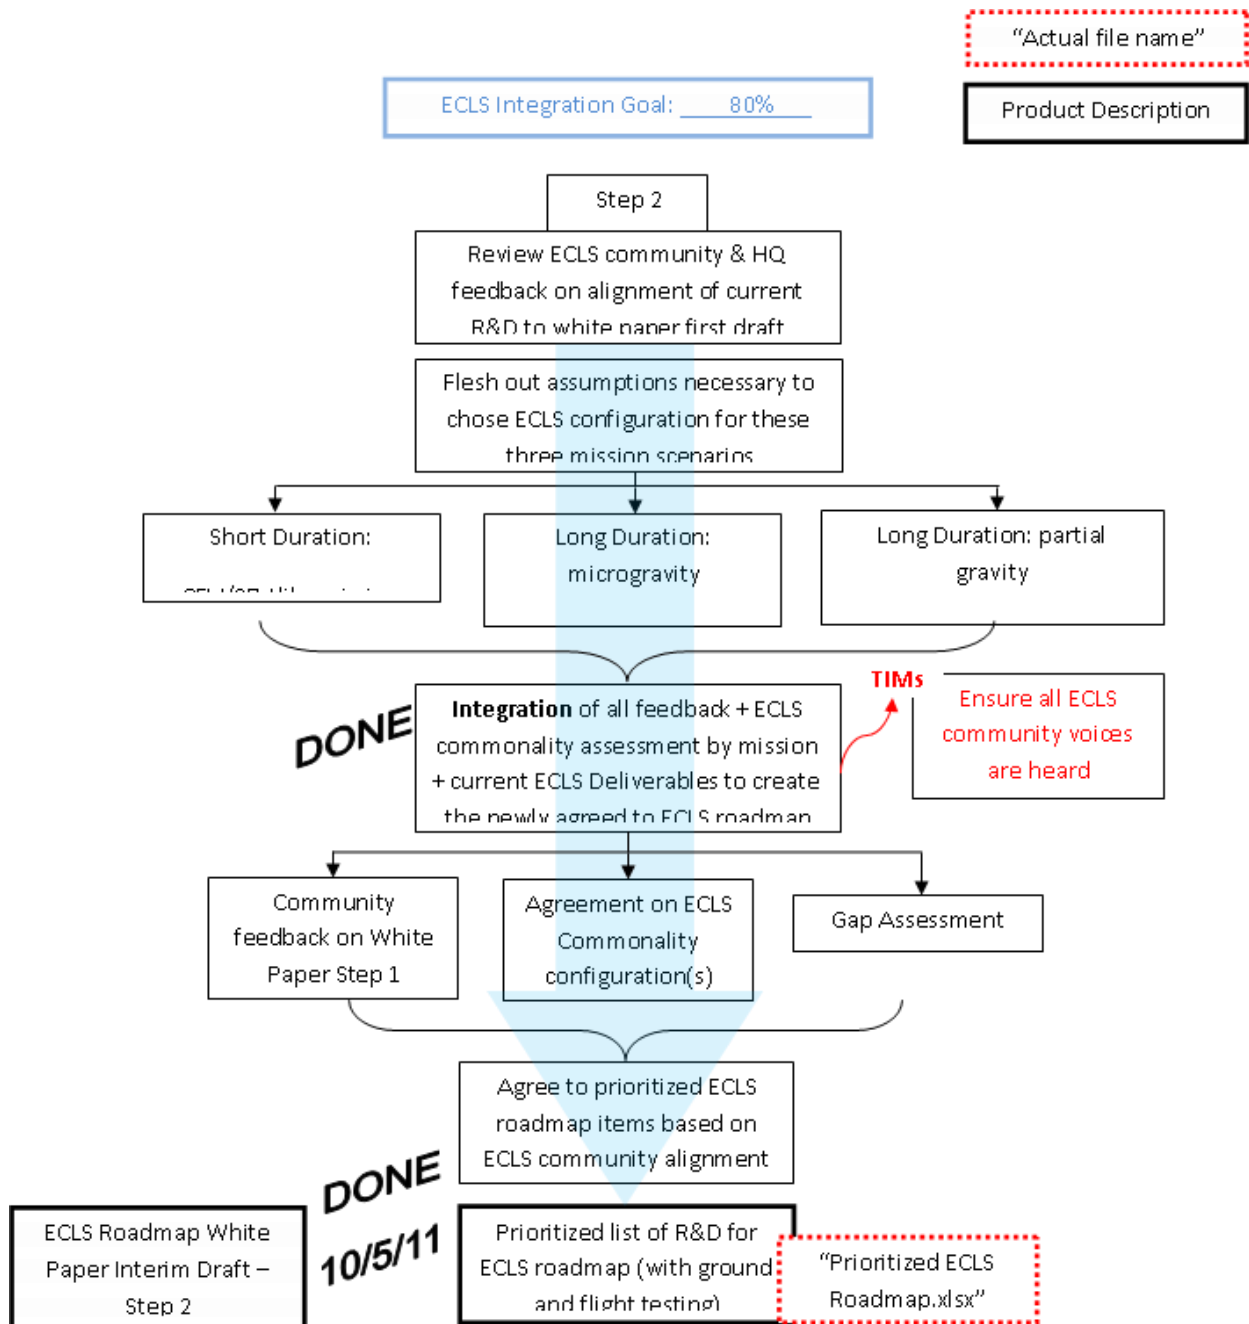 “Actual file name”
ECLS Integration Goal: 80%
Product Description
Step 2
Review ECLS community & HQ
feedback on alignment of current
R&D to white paper first draft
Flesh out assumptions necessary to
chose ECLS configuration for these
three mission scenarios
Short Duration:
Long Duration:
microgravity
Long Duration: partial
gravity
DONE
Integration of all feedback + ECLS
commonality assessment by mission
+ current ECLS Deliverables to create
the newly agreed to ECLS roadmap
TIMs
Ensure all ECLS
community voices
are heard
Community
feedback on White
Paper Step 1
Agreement on ECLS
Commonality
configuration(s)
Gap Assessment
Agree to prioritized ECLS
roadmap items based on
ECLS community alignment
DONE
10/5/11
ECLS Roadmap White
Paper Interim Draft –
Step 2
Prioritized list of R&D for
ECLS roadmap (with ground
and flight testing)
“Prioritized ECLS
Roadmap.xlsx”